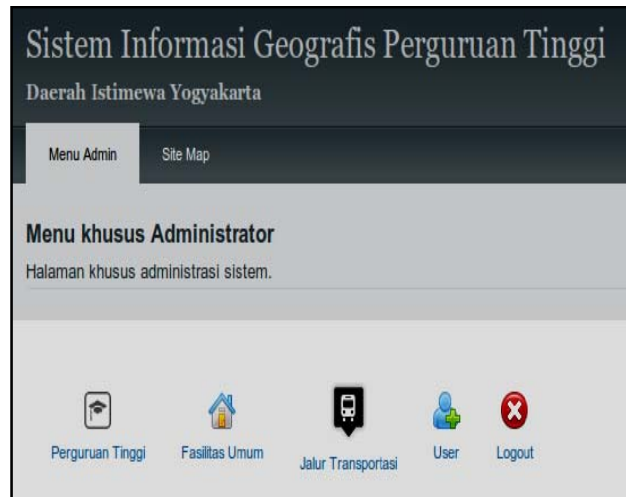 Sistem Informasi Geografis Perguruan Tinggi
Daerah Istimewa Yogyakarta
Menu Admin Site Map
Menu khusus Administrator
Halaman khusus administrasi sistem.
Perguruan Tinggi Fasilitas Umum Jalur Transportasi User Logout